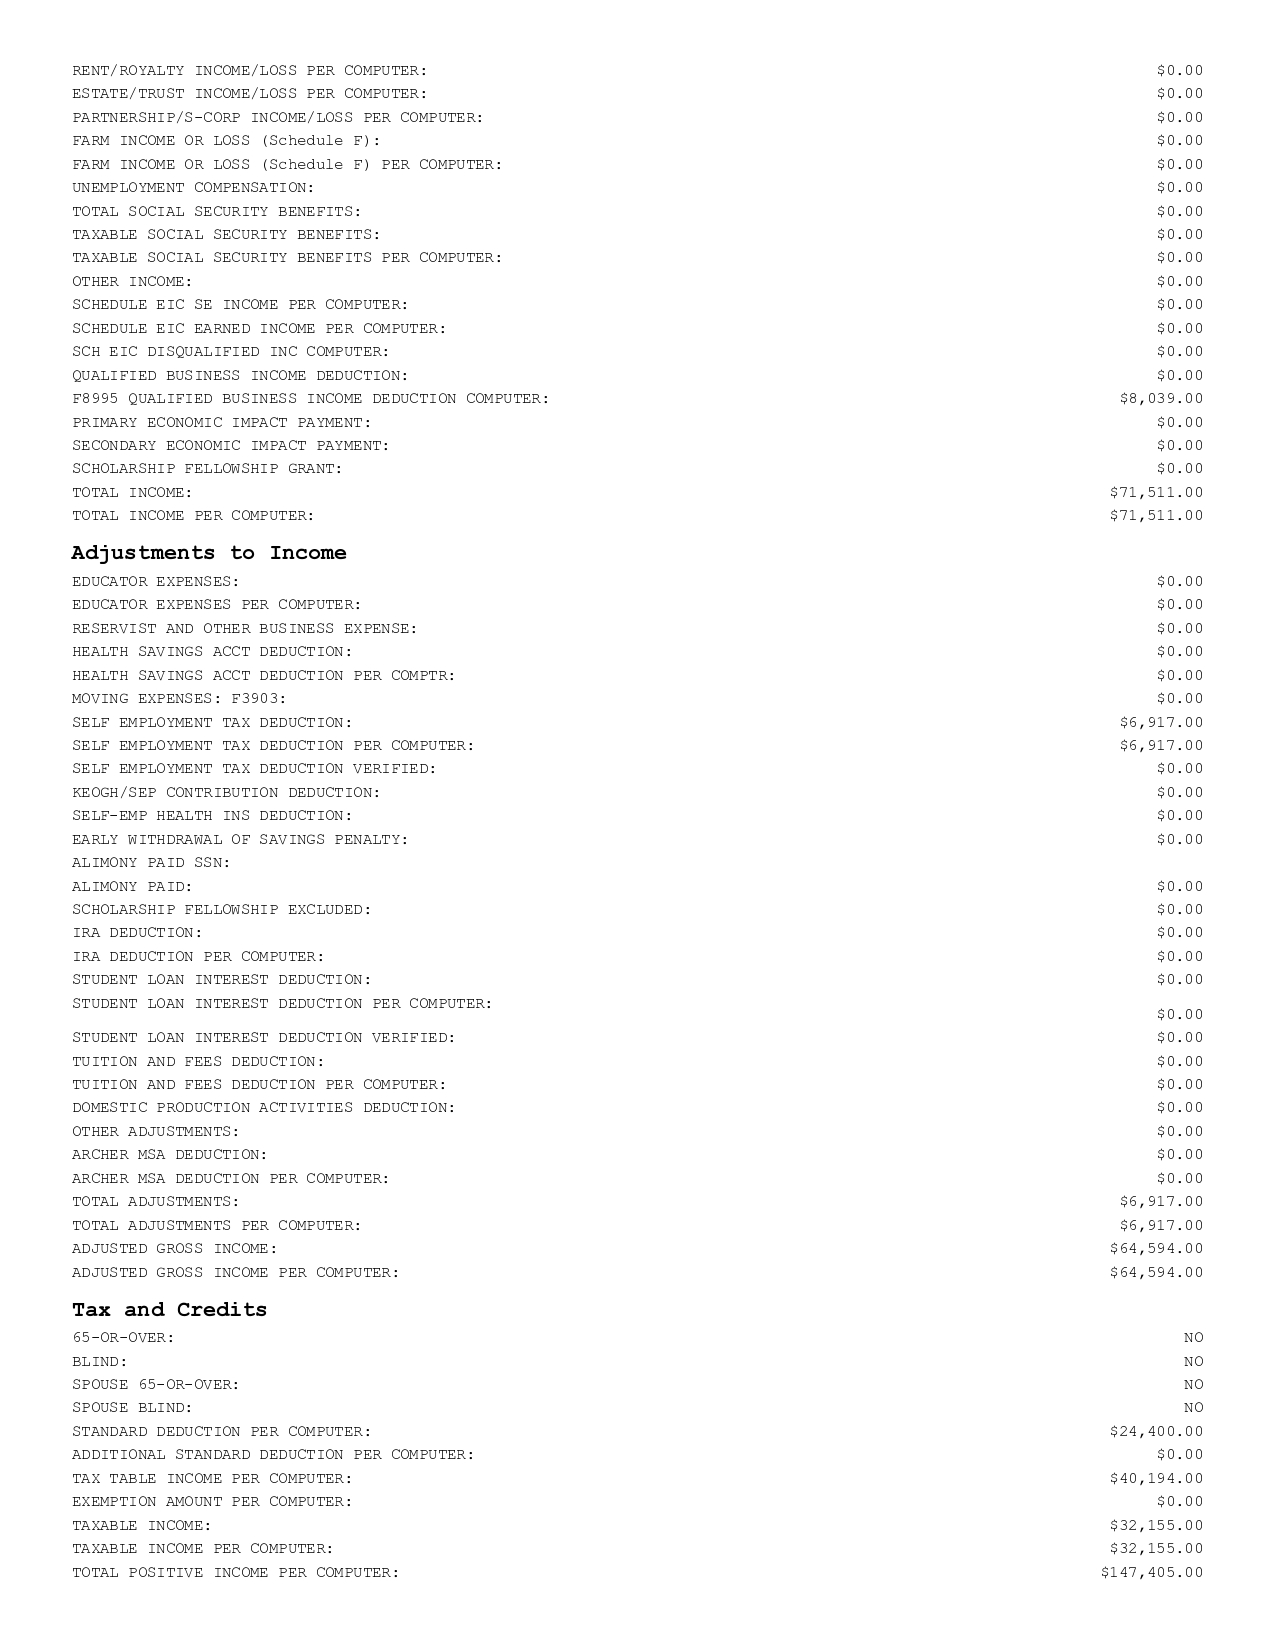 RENT/ROYALTY INCOME/LOSS PER COMPUTER: $0.00
ESTATE/TRUST INCOME/LOSS PER COMPUTER: $0.00
PARTNERSHIP/S-CORP INCOME/LOSS PER COMPUTER: $0.00
FARM INCOME OR LOSS (Schedule F): $0.00
FARM INCOME OR LOSS (Schedule F) PER COMPUTER: $0.00
UNEMPLOYMENT COMPENSATION: $0.00
TOTAL SOCIAL SECURITY BENEFITS: $0.00
TAXABLE SOCIAL SECURITY BENEFITS: $0.00
TAXABLE SOCIAL SECURITY BENEFITS PER COMPUTER: $0.00
OTHER INCOME: $0.00
SCHEDULE EIC SE INCOME PER COMPUTER: $0.00
SCHEDULE EIC EARNED INCOME PER COMPUTER: $0.00
SCH EIC DISQUALIFIED INC COMPUTER: $0.00
QUALIFIED BUSINESS INCOME DEDUCTION: $0.00
F8995 QUALIFIED BUSINESS INCOME DEDUCTION COMPUTER: $8,039.00
PRIMARY ECONOMIC IMPACT PAYMENT: $0.00
SECONDARY ECONOMIC IMPACT PAYMENT: $0.00
SCHOLARSHIP FELLOWSHIP GRANT: $0.00
TOTAL INCOME: $71,511.00
TOTAL INCOME PER COMPUTER: $71,511.00
Adjustments to Income
EDUCATOR EXPENSES: $0.00
EDUCATOR EXPENSES PER COMPUTER: $0.00
RESERVIST AND OTHER BUSINESS EXPENSE: $0.00
HEALTH SAVINGS ACCT DEDUCTION: $0.00
HEALTH SAVINGS ACCT DEDUCTION PER COMPTR: $0.00
MOVING EXPENSES: F3903: $0.00
SELF EMPLOYMENT TAX DEDUCTION: $6,917.00
SELF EMPLOYMENT TAX DEDUCTION PER COMPUTER: $6,917.00
SELF EMPLOYMENT TAX DEDUCTION VERIFIED: $0.00
KEOGH/SEP CONTRIBUTION DEDUCTION: $0.00
SELF-EMP HEALTH INS DEDUCTION: $0.00
EARLY WITHDRAWAL OF SAVINGS PENALTY: $0.00
ALIMONY PAID SSN:
ALIMONY PAID: $0.00
SCHOLARSHIP FELLOWSHIP EXCLUDED: $0.00
IRA DEDUCTION: $0.00
IRA DEDUCTION PER COMPUTER: $0.00
STUDENT LOAN INTEREST DEDUCTION: $0.00
STUDENT LOAN INTEREST DEDUCTION PER COMPUTER: $0.00
STUDENT LOAN INTEREST DEDUCTION VERIFIED: $0.00
TUITION AND FEES DEDUCTION: $0.00
TUITION AND FEES DEDUCTION PER COMPUTER: $0.00
DOMESTIC PRODUCTION ACTIVITIES DEDUCTION: $0.00
OTHER ADJUSTMENTS: $0.00
ARCHER MSA DEDUCTION: $0.00
ARCHER MSA DEDUCTION PER COMPUTER: $0.00
TOTAL ADJUSTMENTS: $6,917.00
TOTAL ADJUSTMENTS PER COMPUTER: $6,917.00
ADJUSTED GROSS INCOME: $64,594.00
ADJUSTED GROSS INCOME PER COMPUTER: $64,594.00
Tax and Credits
65-OR-OVER: NO
BLIND: NO
SPOUSE 65-OR-OVER: NO
SPOUSE BLIND: NO
STANDARD DEDUCTION PER COMPUTER: $24,400.00
ADDITIONAL STANDARD DEDUCTION PER COMPUTER: $0.00
TAX TABLE INCOME PER COMPUTER: $40,194.00
EXEMPTION AMOUNT PER COMPUTER: $0.00
TAXABLE INCOME: $32,155.00
TAXABLE INCOME PER COMPUTER: $32,155.00
TOTAL POSITIVE INCOME PER COMPUTER: $147,405.00